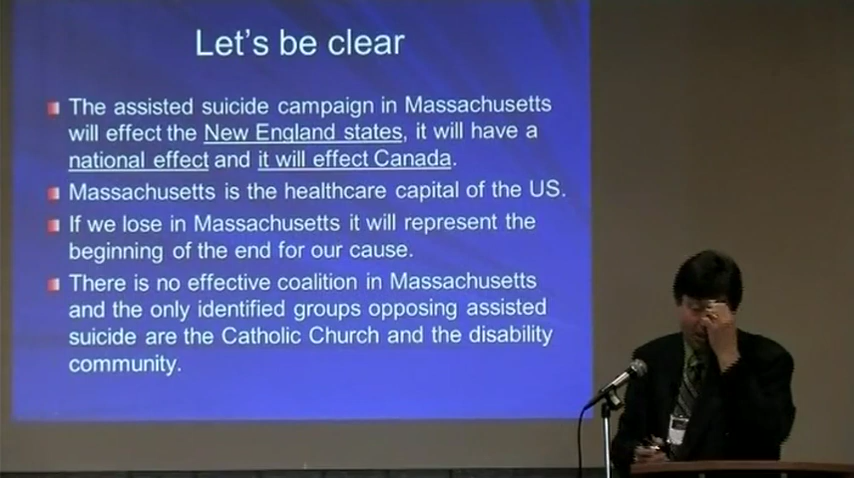 Let's be clear
The assisted suicide campaign in Massachusetts
will effect the New England states, it will have a
national effect and it will effect Canada.
Massachusetts is the healthcare capital of the US.
If we lose in Massachusetts it will represent the
beginning of the end for our cause.
There is no effective coalition in Massachusetts
and the only identified groups opposing assisted
suicide are the Catholic Church and the disability
community.